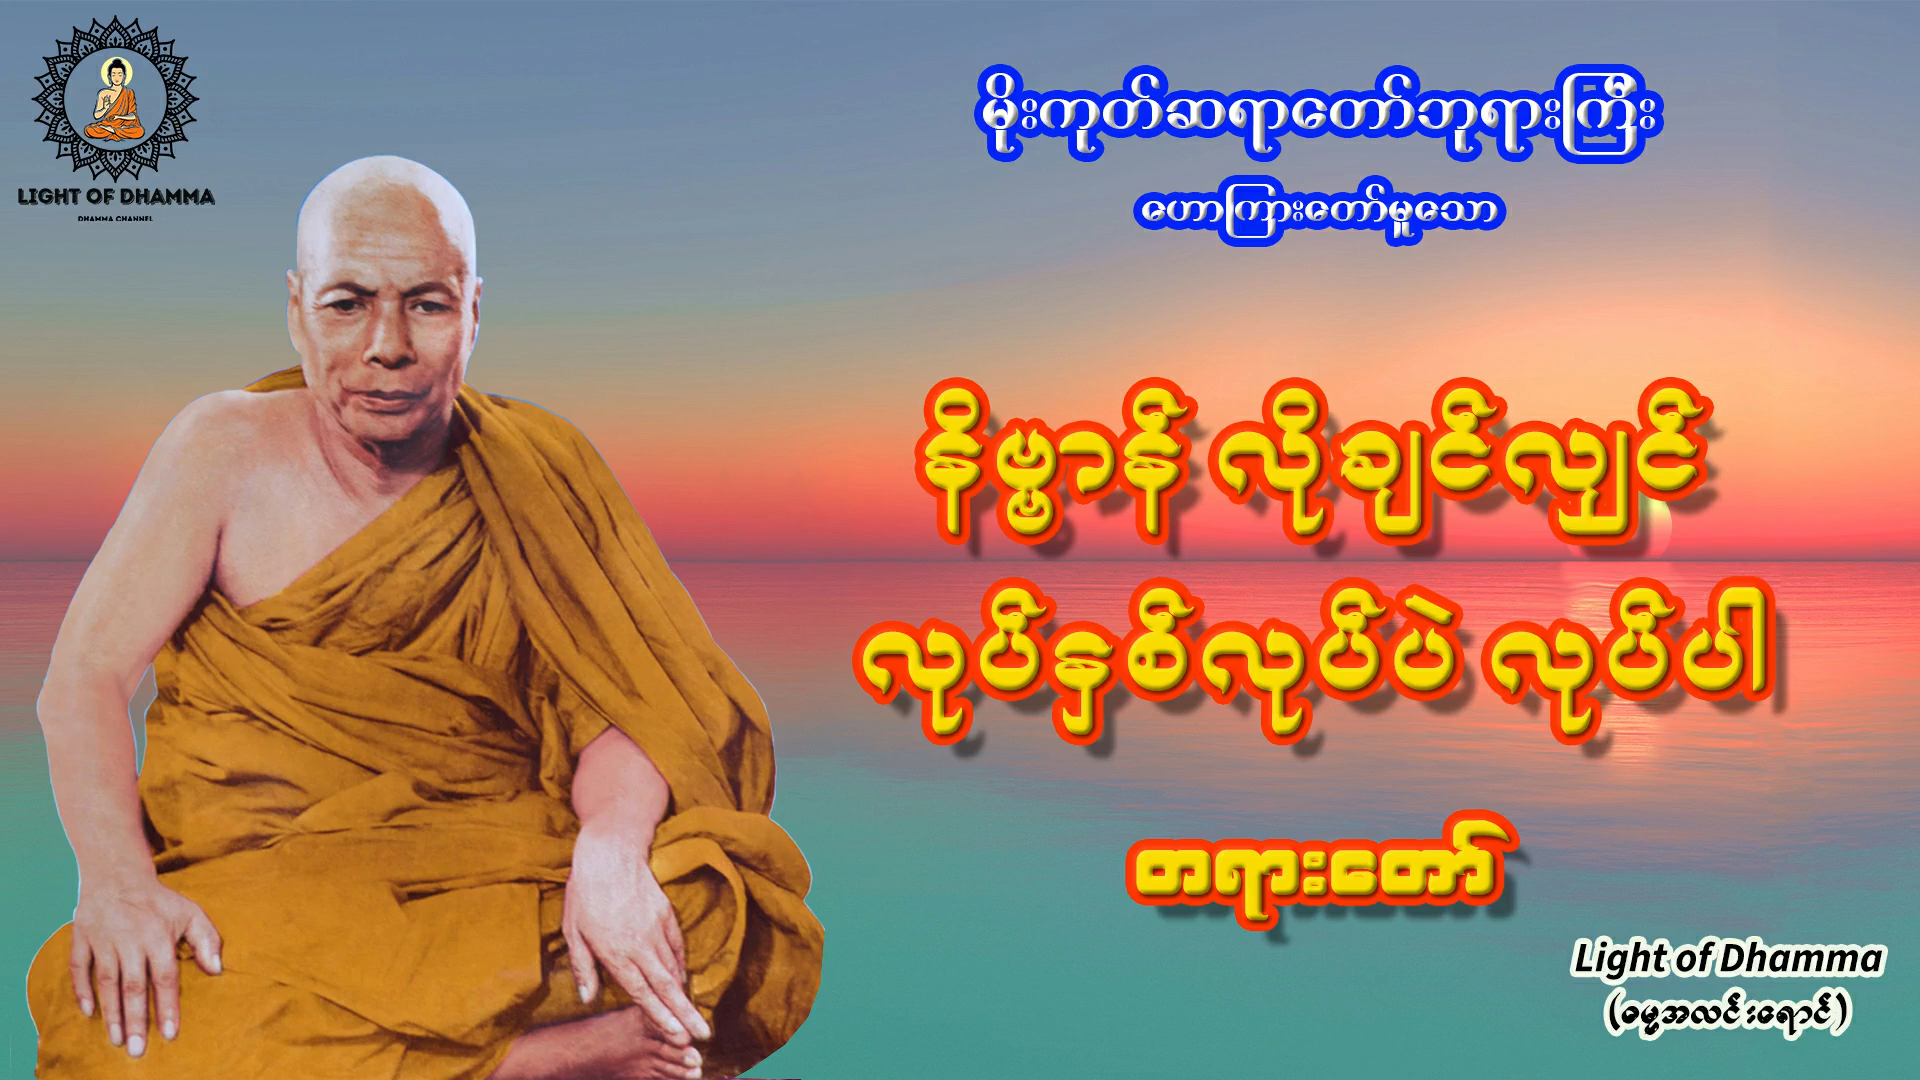 LIGHT OF DHAMMA
DHAMMA CHANNEL
မိုးကုတ်ဆရာတော်ဘုရားကြီး
ဟောကြားတော်မူသော
နိဗ္ဗာန် လိုချင်လျှင်
လုပ်နှစ်လုပ်ပဲ လုပ်ပါ
တရားတော်
Light of Dhamma
(ဓမ္မအလင်းရောင်)